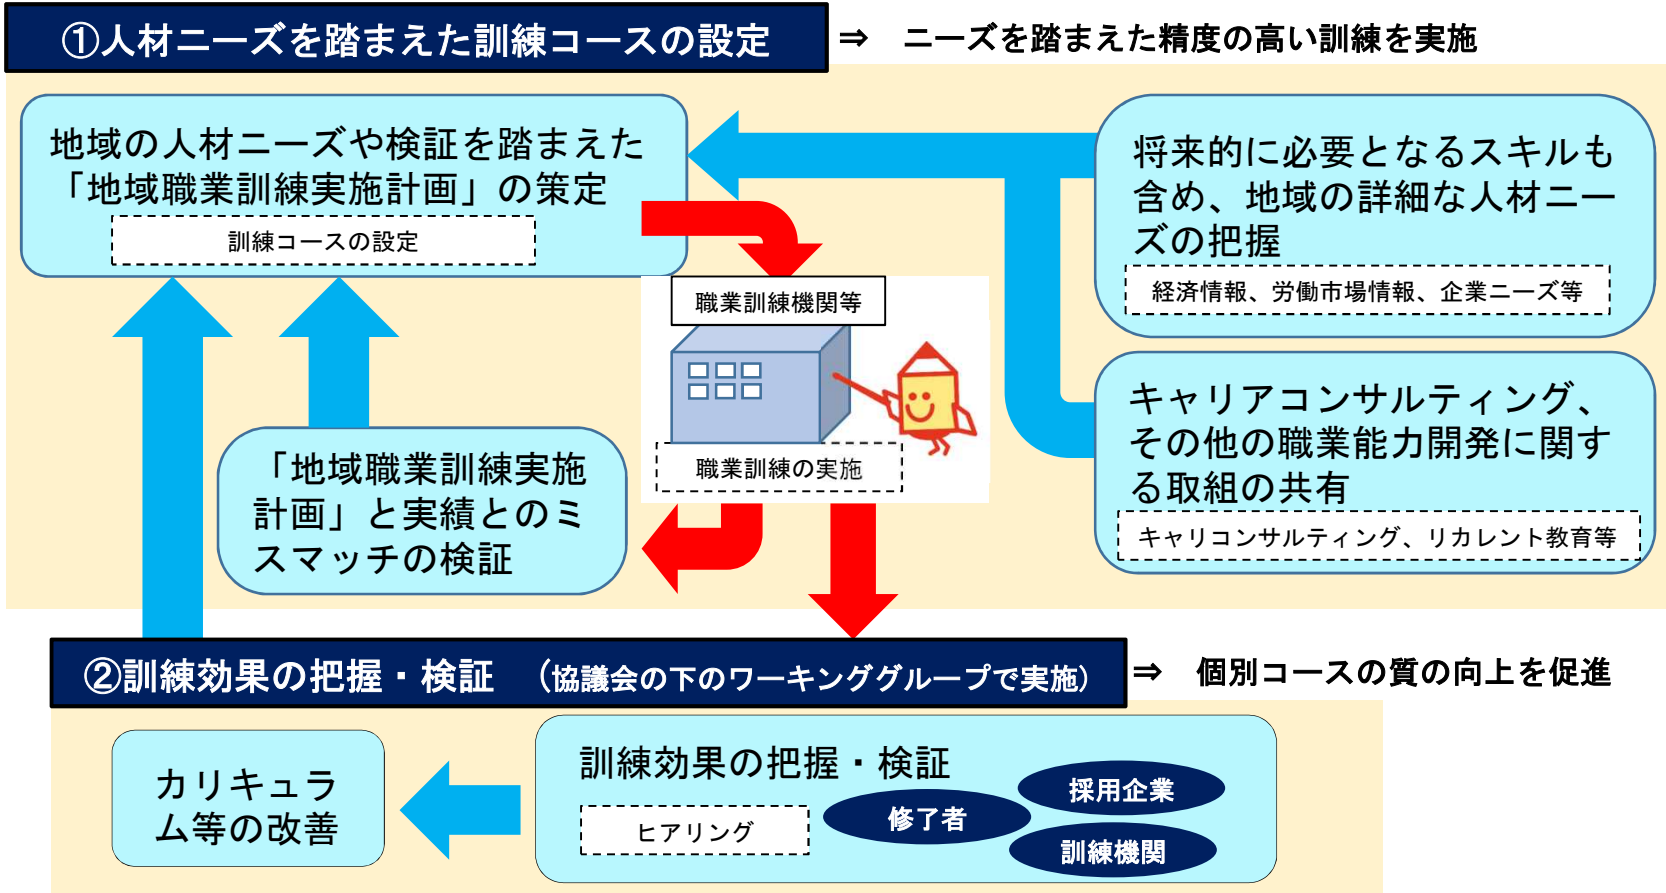 ①人材ニーズを踏まえた訓練コースの設定
⇒ ニーズを踏まえた精度の高い訓練を実施
地域の人材ニーズや検証を踏まえた
「地域職業訓練実施計画」の策定
訓練コースの設定
将来的に必要となるスキルも
含め、地域の詳細な人材ニー
ズの把握
経済情報、労働市場情報、企業ニーズ等
職業訓練機関等
職業訓練の実施
キャリアコンサルティング、
その他の職業能力開発に関す
る取組の共有
キャリコンサルティング、リカレント教育等
「地域職業訓練実施
計画」と実績とのミ
スマッチの検証
②訓練効果の把握・検証 （協議会の下のワーキンググループで実施）
⇒ 個別コースの質の向上を促進
カリキュラ
ム等の改善
訓練効果の把握・検証
ヒアリング
修了者
採用企業
訓練機関